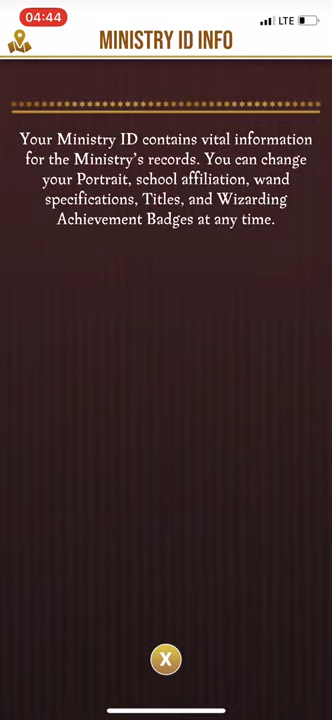 04:44
LTE
MINISTRY ID INFO
Your Ministry ID contains vital information
for the Ministry's records. You can change
your Portrait, school affiliation, wand
specifications, Titles, and Wizarding
Achievement Badges at any time.
X